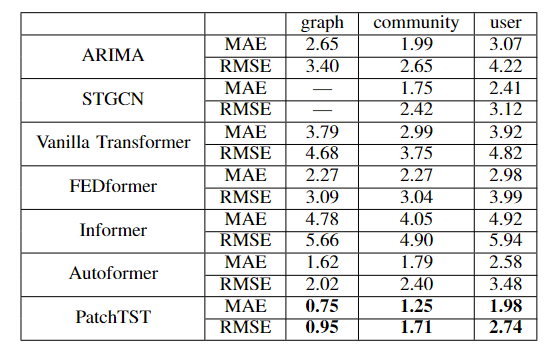 graph community user
ARIMA MAE 2.65 1.99 3.07
RMSE 3.40 2.65 4.22
STGCN MAE — 1.75 2.41
RMSE — 2.42 3.12
Vanilla Transformer MAE 3.79 2.99 3.92
RMSE 4.68 3.75 4.82
FEDformer MAE 2.27 2.27 2.98
RMSE 3.09 3.04 3.99
Informer MAE 4.78 4.05 4.92
RMSE 5.66 4.90 5.94
Autoformer MAE 1.62 1.79 2.58
RMSE 2.02 2.40 3.48
PatchTST MAE 0.75 1.25 1.98
RMSE 0.95 1.71 2.74